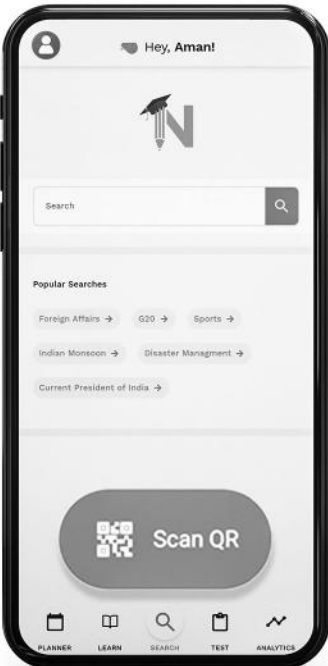 Hey, Aman!
N
Search
Popular Searches
Foreign Affairs → G20 → Sports →
Indian Monsoon → Disaster Managment →
Current President of India →
Scan QR
PLANNER LEARN SEARCH TEST ANALYTICS